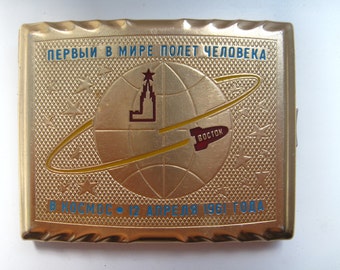 ПЕРВЫЙ В МИРЕ ПОЛЕТ ЧЕЛОВЕКА
ВОСТОК
В КОСМОС • 12 АПРЕЛЯ 1961 ГОДА